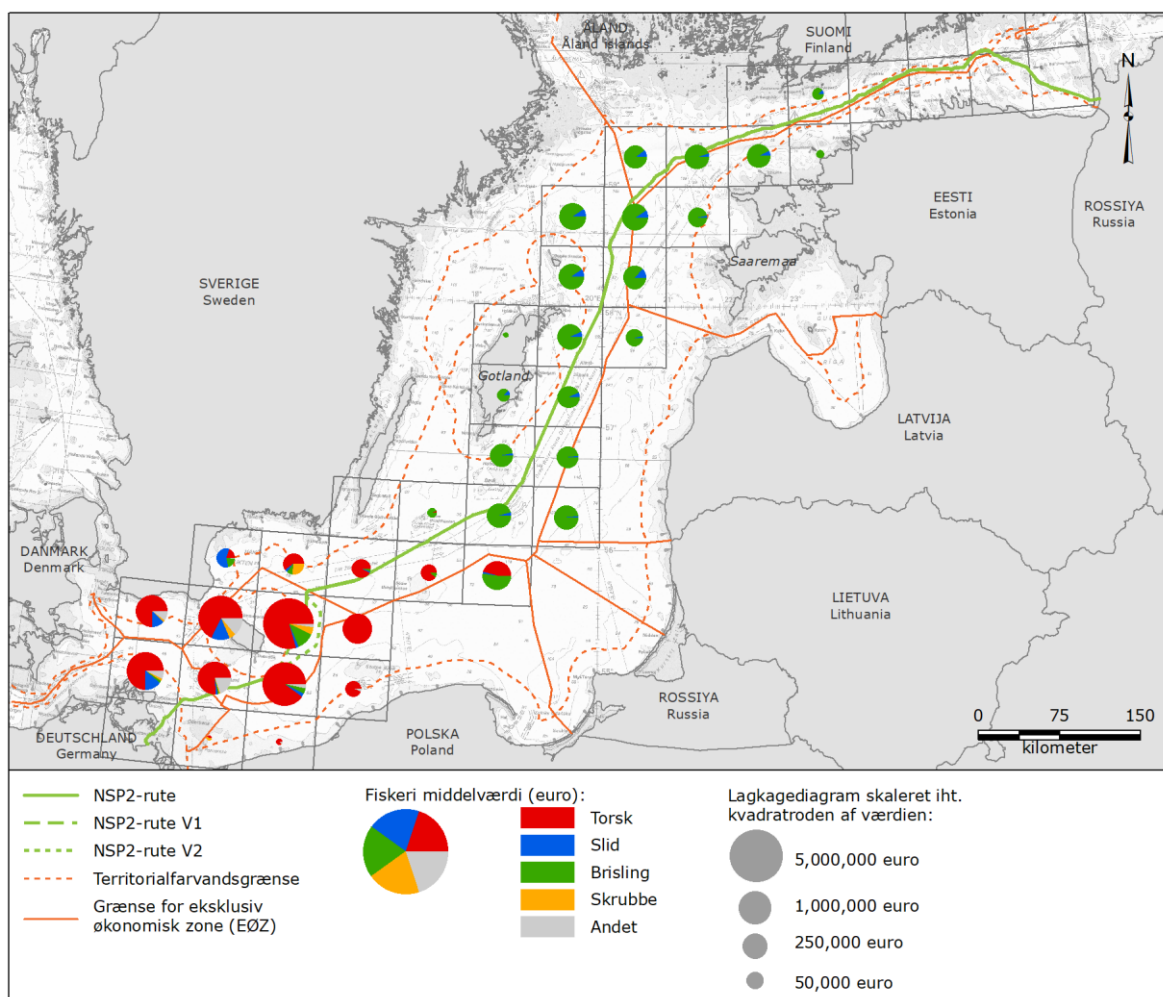 ÅLAND
Åland islands
SUOMI
Finland
N
EESTI
Estonia
ROSSIYA
Russia
SVERIGE
Sweden
Saaremaa
Gotland
LATVIJA
Latvia
DANMARK
Denmark
LIETUVA
Lithuania
ROSSIYA
Russia
DEUTSCHLAND
Germany
POLSKA
Poland
0 75 150
kilometer
NSP2-rute
NSP2-rute V1
NSP2-rute V2
Territorialfarvandsgrænse
Grænse for eksklusiv
økonomisk zone (EØZ)
Fiskeri middelværdi (euro):
Torsk
Slid
Brisling
Skrubbe
Andet
Lagkagediagram skaleret iht.
kvadratroden af værdien:
5,000,000 euro
1,000,000 euro
250,000 euro
50,000 euro